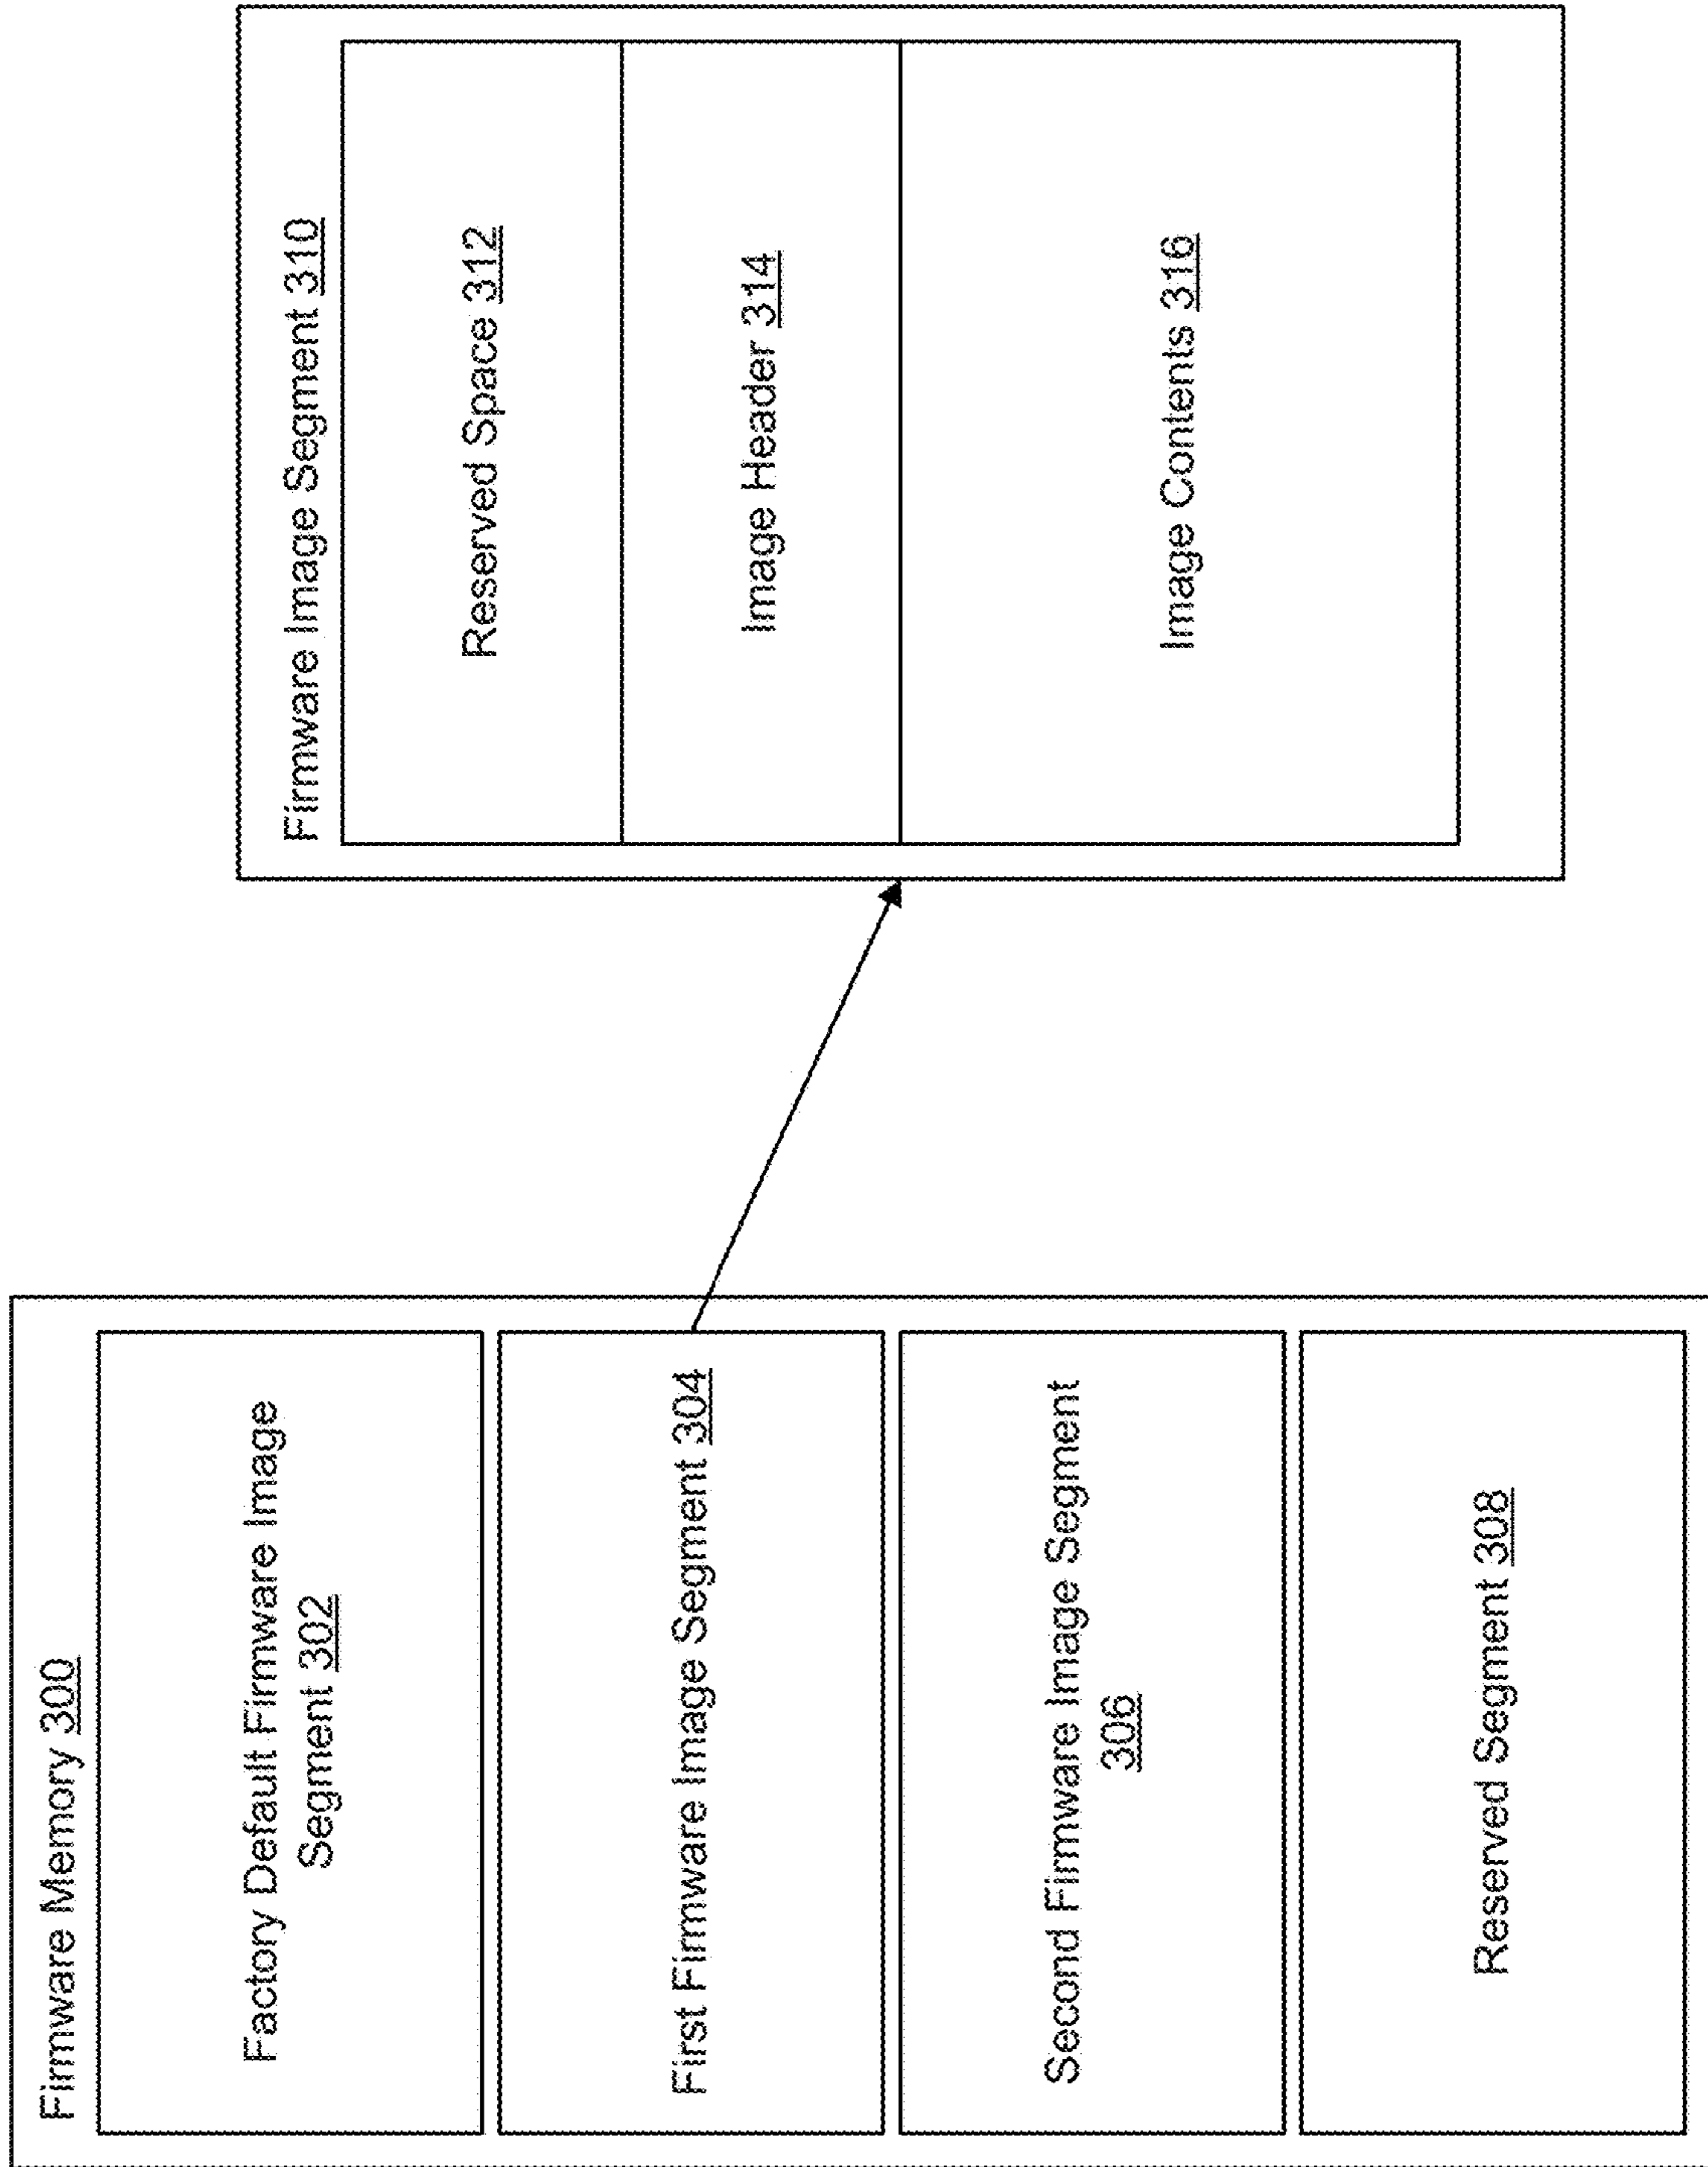 Firmware Memory 300
Factory Default Firmware Image
Segment 302
First Firmware Image Segment 304
Second Firmware Image Segment
306
Reserved Segment 308
Firmware Image Segment 310
Reserved Space 312
Image Header 314
Image Contents 316